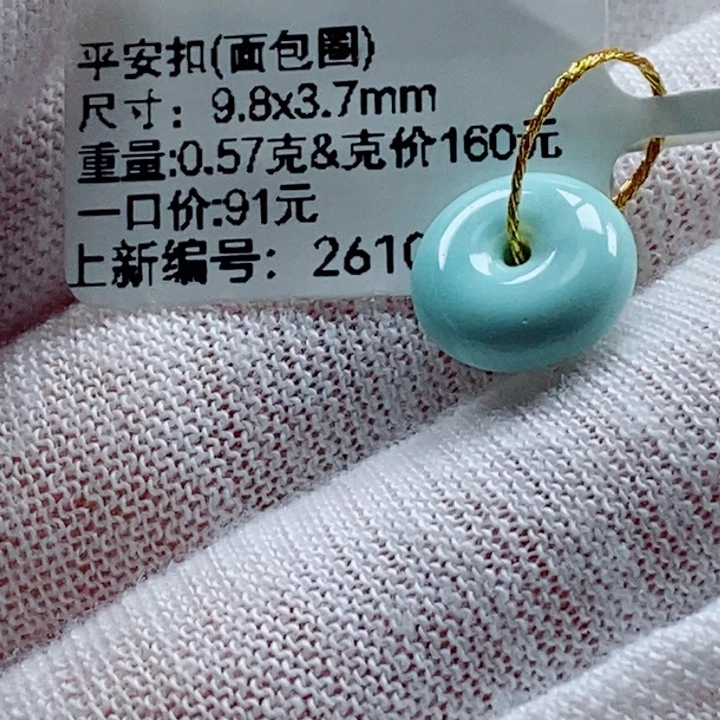 平安扣(面包圈)
尺寸：9.8x3.7mm
重量:0.57克&克价160元
一口价:91元
上新编号：2610